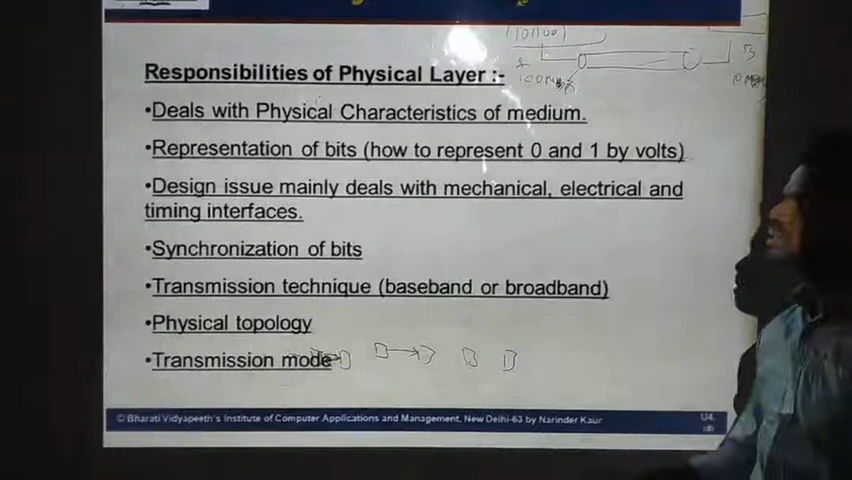 Responsibilities of Physical Layer :-
•Deals with Physical Characteristics of medium.
•Representation of bits (how to represent 0 and 1 by volts)
•Design issue mainly deals with mechanical, electrical and
timing interfaces.
•Synchronization of bits
•Transmission technique (baseband or broadband)
•Physical topology
•Transmission mode
© Bharati Vidyapeeth's Institute of Computer Applications and Management, New Delhi-63 by Narinder Kaur
U4.